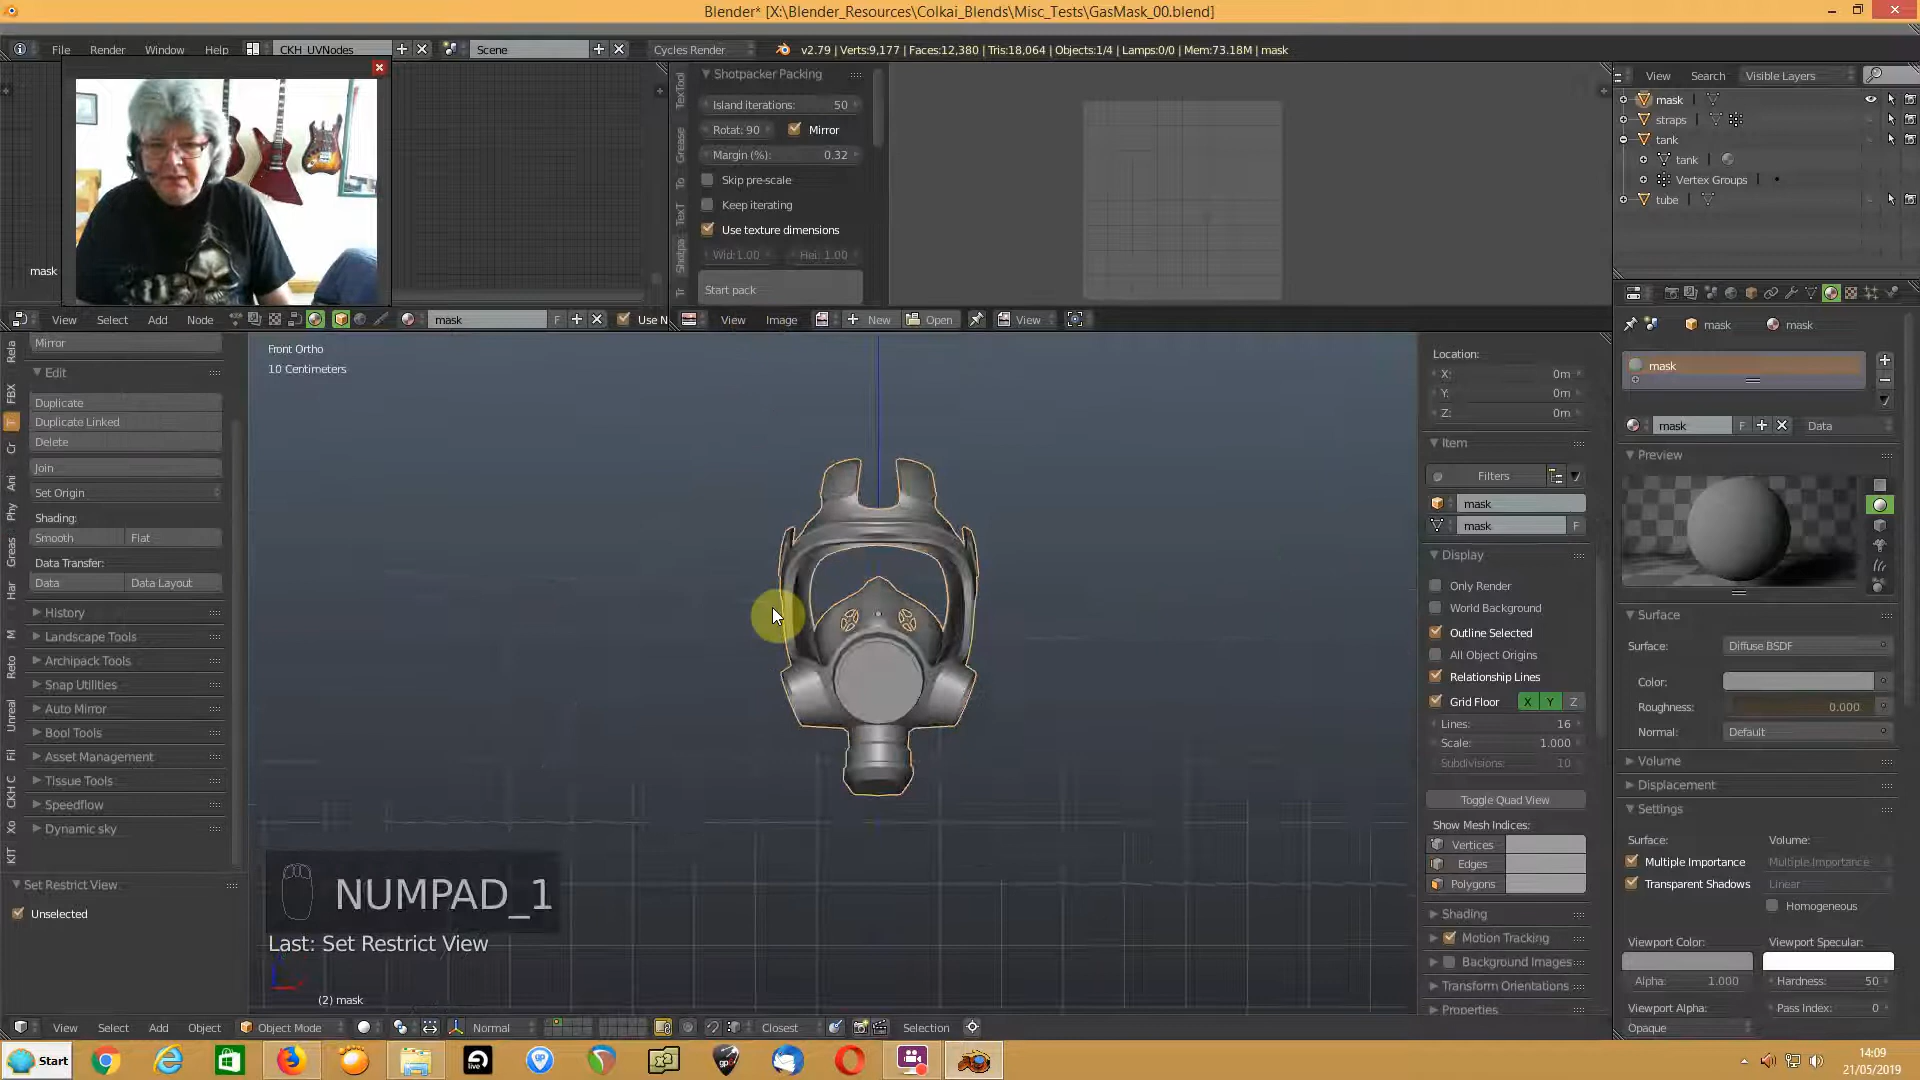 Blender* [X:\Blender_Resources\Colkai_Blends\Misc_Tests\GasMask_00.blend]
File Render Window Help CKH_UVNodes Scene Cycles Render v2.79 | Verts:9,177 | Faces:12,380 | Tris:18,064 | Objects:1/4 | Lamps:0/0 | Mem:73.18M | mask
Shotpacker Packing
View Search Visible Layers
Island iterations: 50
mask
Rotat: 90 Mirror
straps
Margin (%): 0.32
tank
Skip pre-scale
tank
Keep iterating
Vertex Groups
Use texture dimensions
tube
Wid:1.00 Hei: 1.00
mask
Start pack
View Select Add Node mask F Use N
View Image New Open View
Mirror
Front Ortho
10 Centimeters
Edit
Duplicate
Duplicate Linked
Delete
Join
Set Origin
Shading:
Smooth Flat
Data Transfer:
Data Data Layout
History
Landscape Tools
Archipack Tools
Snap Utilities
Auto Mirror
Bool Tools
Asset Management
Tissue Tools
Speedflow
Dynamic sky
Set Restrict View
Unselected
NUMPAD_1
Last: Set Restrict View
(2) mask
Location:
X: 0m
Y: 0m
Z: 0m
Item
Filters
mask
mask F
Display
Only Render
World Background
Outline Selected
All Object Origins
Relationship Lines
Grid Floor X Y Z
Lines: 16
Scale: 1.000
Subdivisions: 10
Toggle Quad View
Show Mesh Indices:
Vertices
Edges
Polygons
Shading
Motion Tracking
Background Images
Transform Orientations
Properties
mask mask
mask
mask F Data
Preview
Surface
Surface: Diffuse BSDF
Color:
Roughness: 0.000
Normal: Default
Volume
Displacement
Settings
Surface: Volume:
Multiple Importance Multiple Importance
Transparent Shadows Linear
Homogeneous
Viewport Color: Viewport Specular:
Alpha: 1.000 Hardness: 50
Viewport Alpha: Pass Index: 0
Opaque
View Select Add Object Object Mode Normal Closest Selection
Start
14:09
21/05/2019